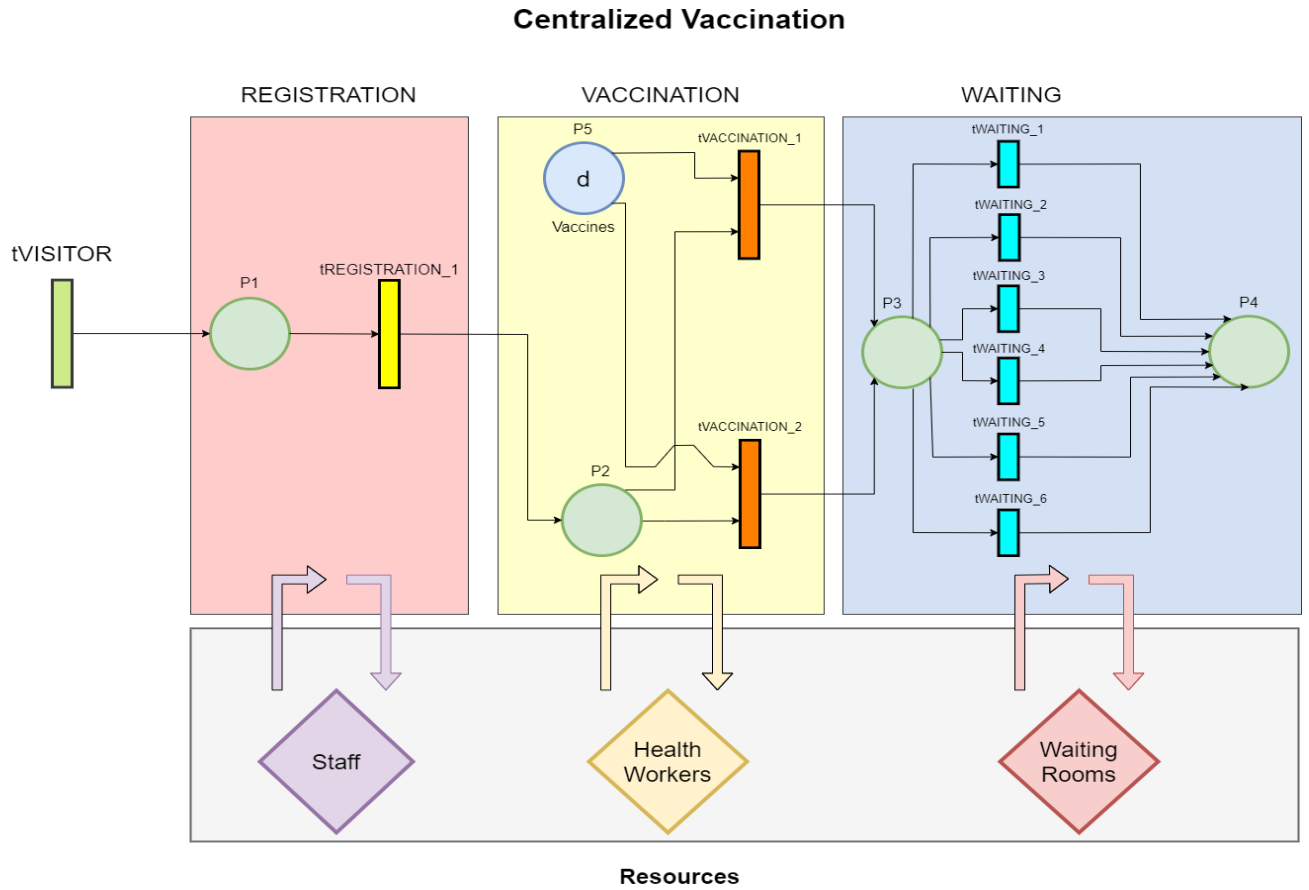 Centralized Vaccination
REGISTRATION
VACCINATION
WAITING
tVISITOR
P1
tREGISTRATION_1
P5
d
Vaccines
tVACCINATION_1
tVACCINATION_2
P2
P3
tWAITING_1
tWAITING_2
tWAITING_3
tWAITING_4
tWAITING_5
tWAITING_6
P4
Staff
Health
Workers
Waiting
Rooms
Resources